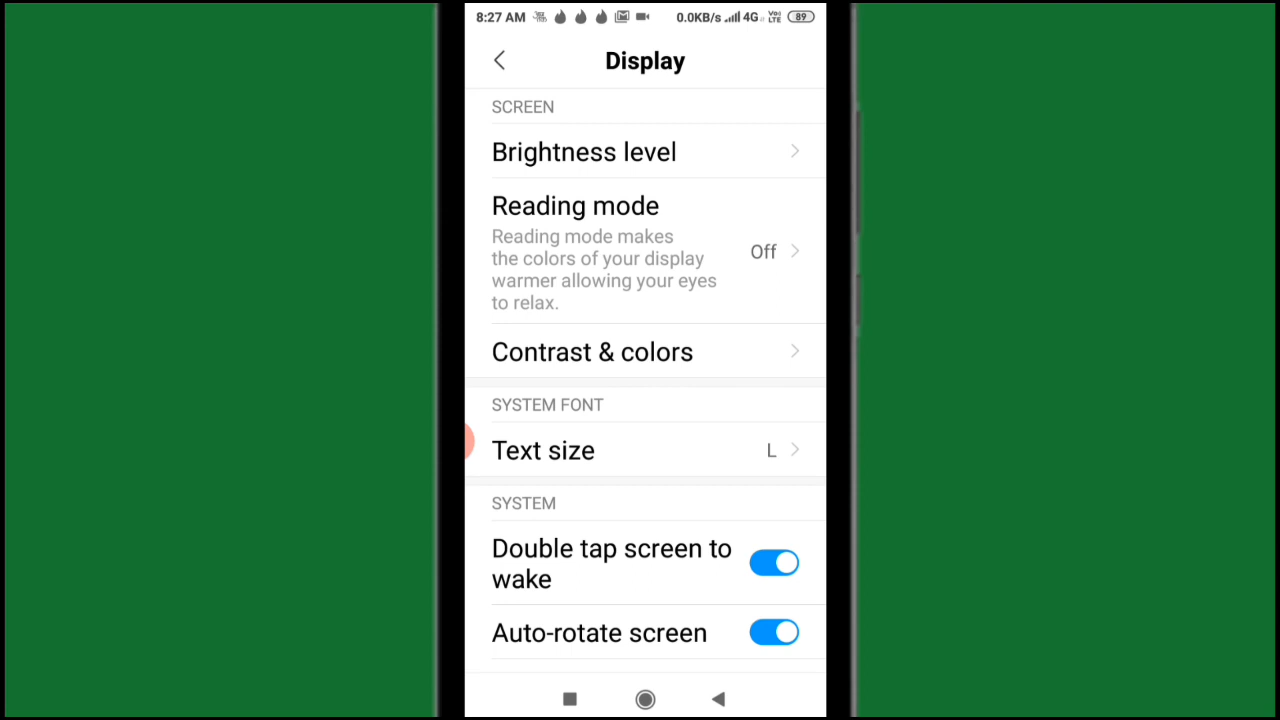 8:27 AM 0.0KB/s 4G Vo) LTE 89
Display
SCREEN
Brightness level
Reading mode
Reading mode makes
the colors of your display
warmer allowing your eyes
to relax.
Off
Contrast & colors
SYSTEM FONT
Text size L
SYSTEM
Double tap screen to
wake
Auto-rotate screen